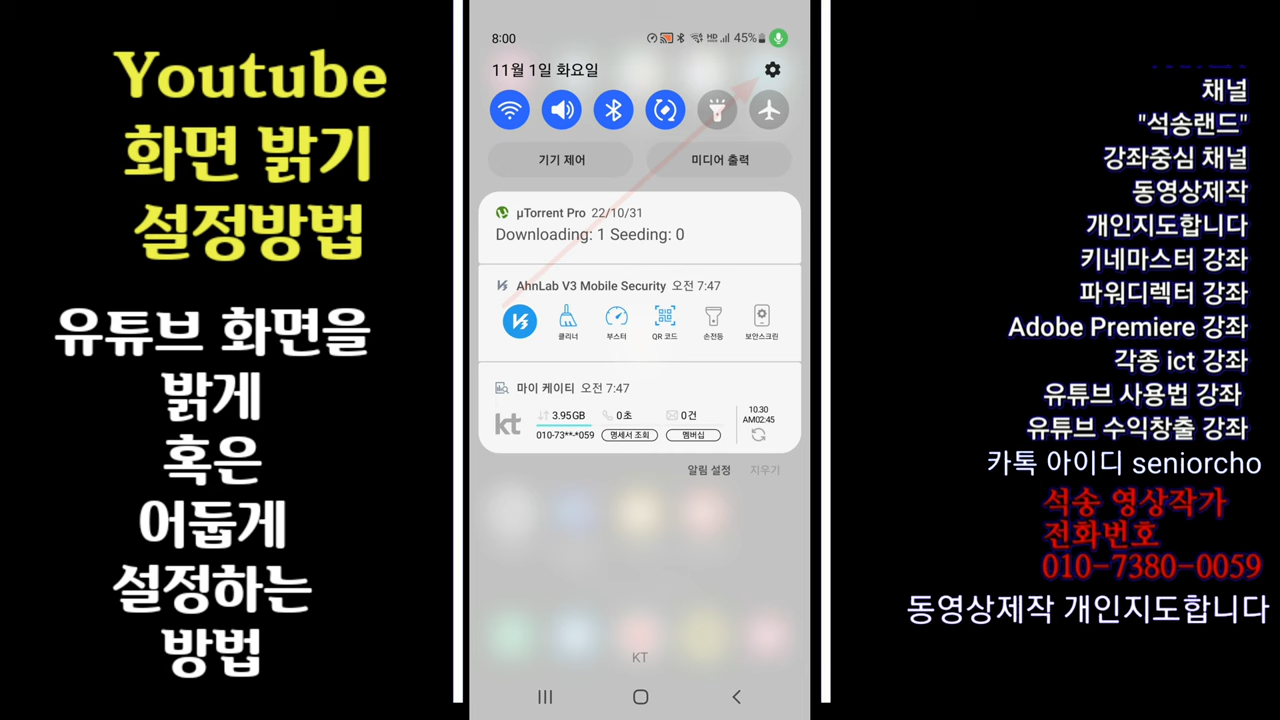 Youtube
화면 밝기
설정방법
유튜브 화면을
밝게
혹은
어둡게
설정하는
방법
8:00
HD
45%
11월 1일 화요일
기기 제어
미디어 출력
µTorrent Pro 22/10/31
Downloading: 1 Seeding: 0
AhnLab V3 Mobile Security 오전 7:47
클리너
부스터
QR 코드
손전등
보안스크린
마이 케이티 오전 7:47
kt
3.95GB
0초
0건
10.30
AM02:45
010-73**-*059
명세서 조회
멤버십
알림 설정
지우기
KT
채널
"석송랜드"
강좌중심 채널
동영상제작
개인지도합니다
키네마스터 강좌
파워디렉터 강좌
Adobe Premiere 강좌
각종 ict 강좌
유튜브 사용법 강좌
유튜브 수익창출 강좌
카톡 아이디 seniorcho
석송 영상작가
전화번호
010-7380-0059
동영상제작 개인지도합니다